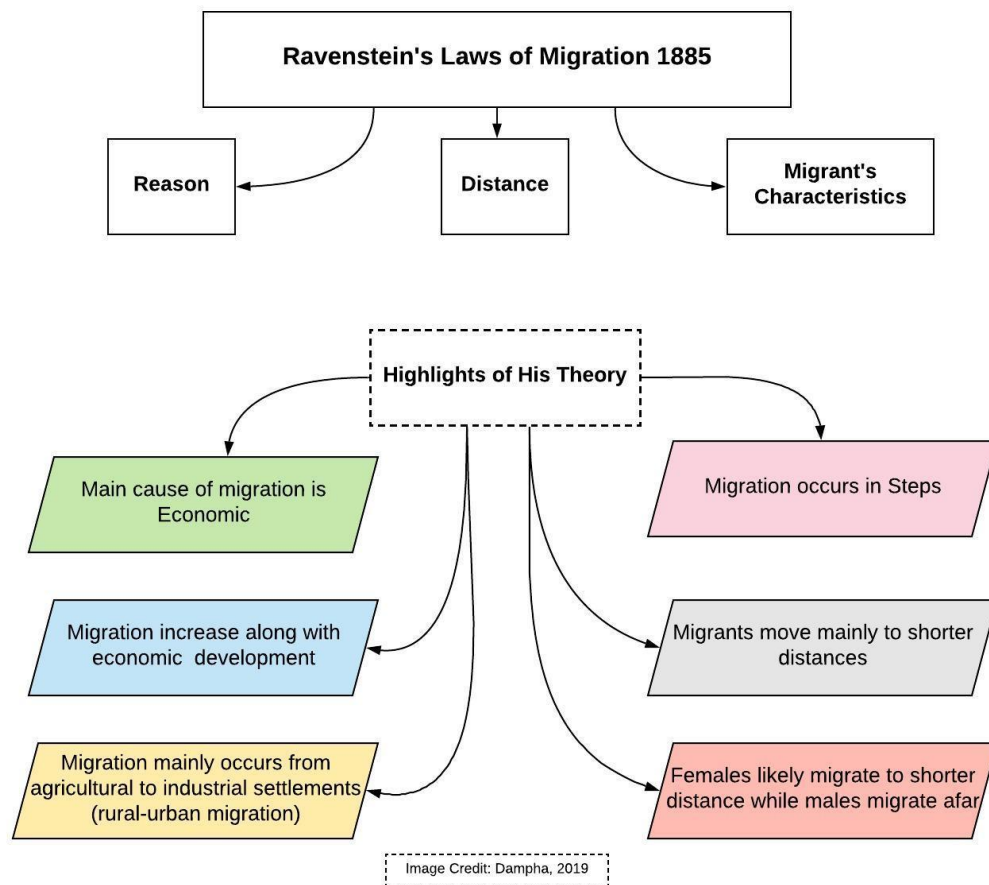 Ravenstein's Laws of Migration 1885
Reason
Distance
Migrant's
Characteristics
Highlights of His Theory
Main cause of migration is
Economic
Migration occurs in Steps
Migration increase along with
economic development
Migrants move mainly to shorter
distances
Migration mainly occurs from
agricultural to industrial settlements
(rural-urban migration)
Females likely migrate to shorter
distance while males migrate afar
Image Credit: Dampha, 2019